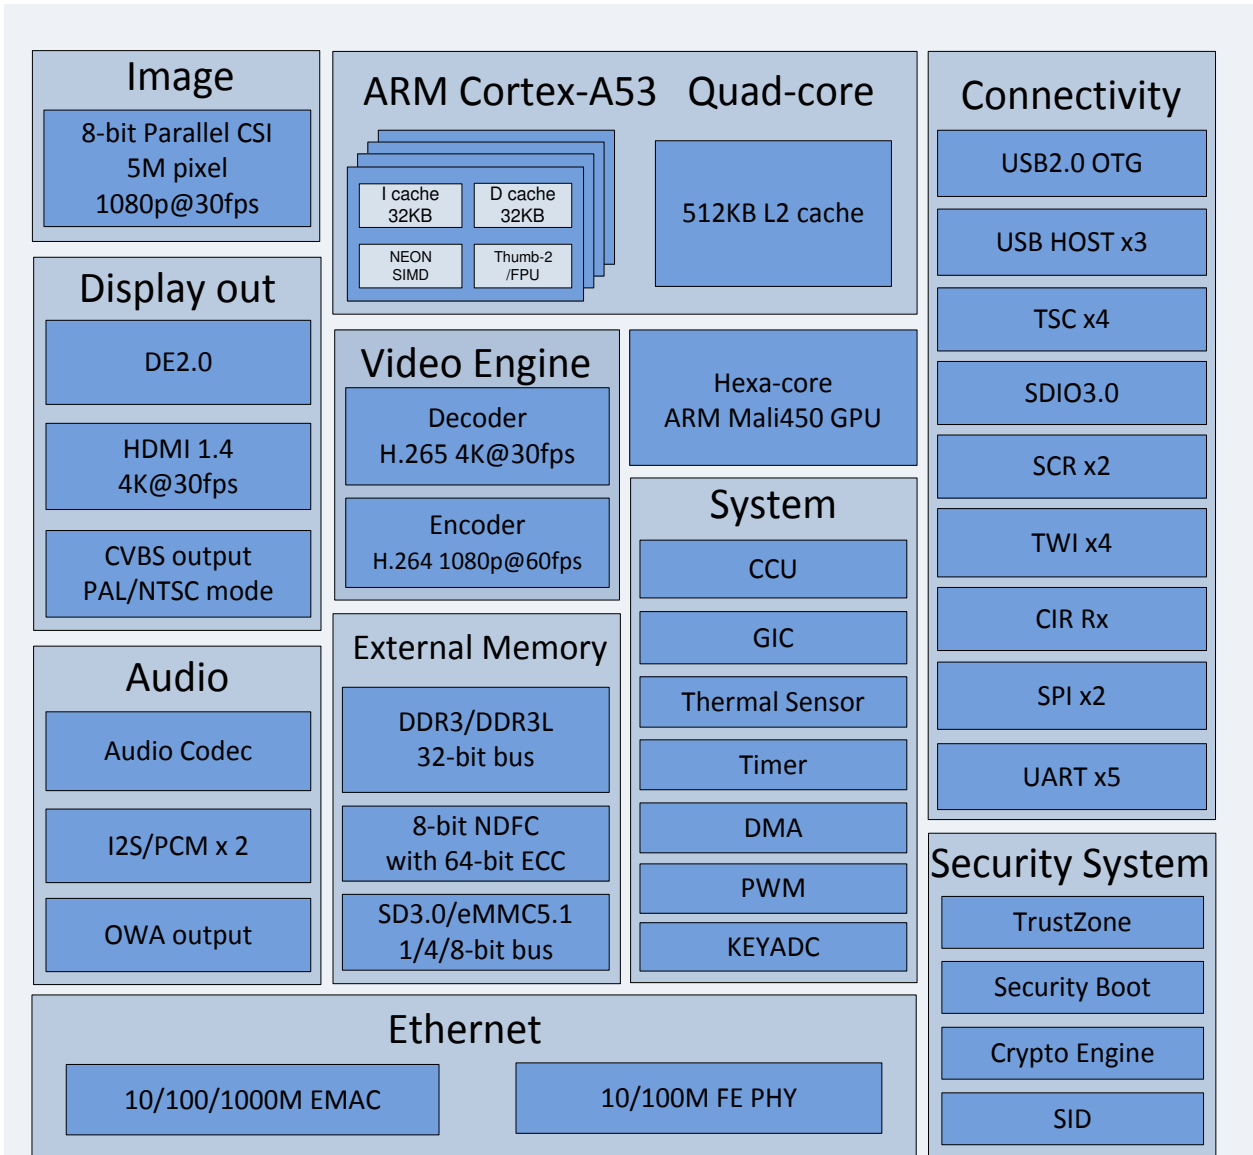 Image
8-bit Parallel CSI
5M pixel
1080p@30fps
Display out
DE2.0
HDMI 1.4
4K@30fps
CVBS output
PAL/NTSC mode
Audio
Audio Codec
I2S/PCM x 2
OWA output
ARM Cortex-A53 Quad-core
I cache
32KB
D cache
32KB
NEON
SIMD
Thumb-2
/FPU
512KB L2 cache
Video Engine
Decoder
H.265 4K@30fps
Encoder
H.264 1080p@60fps
External Memory
DDR3/DDR3L
32-bit bus
8-bit NDFC
with 64-bit ECC
SD3.0/eMMC5.1
1/4/8-bit bus
Hexa-core
ARM Mali450 GPU
System
CCU
GIC
Thermal Sensor
Timer
DMA
PWM
KEYADC
Connectivity
USB2.0 OTG
USB HOST x3
TSC x4
SDIO3.0
SCR x2
TWI x4
CIR Rx
SPI x2
UART x5
Security System
TrustZone
Security Boot
Crypto Engine
SID
Ethernet
10/100/1000M EMAC
10/100M FE PHY